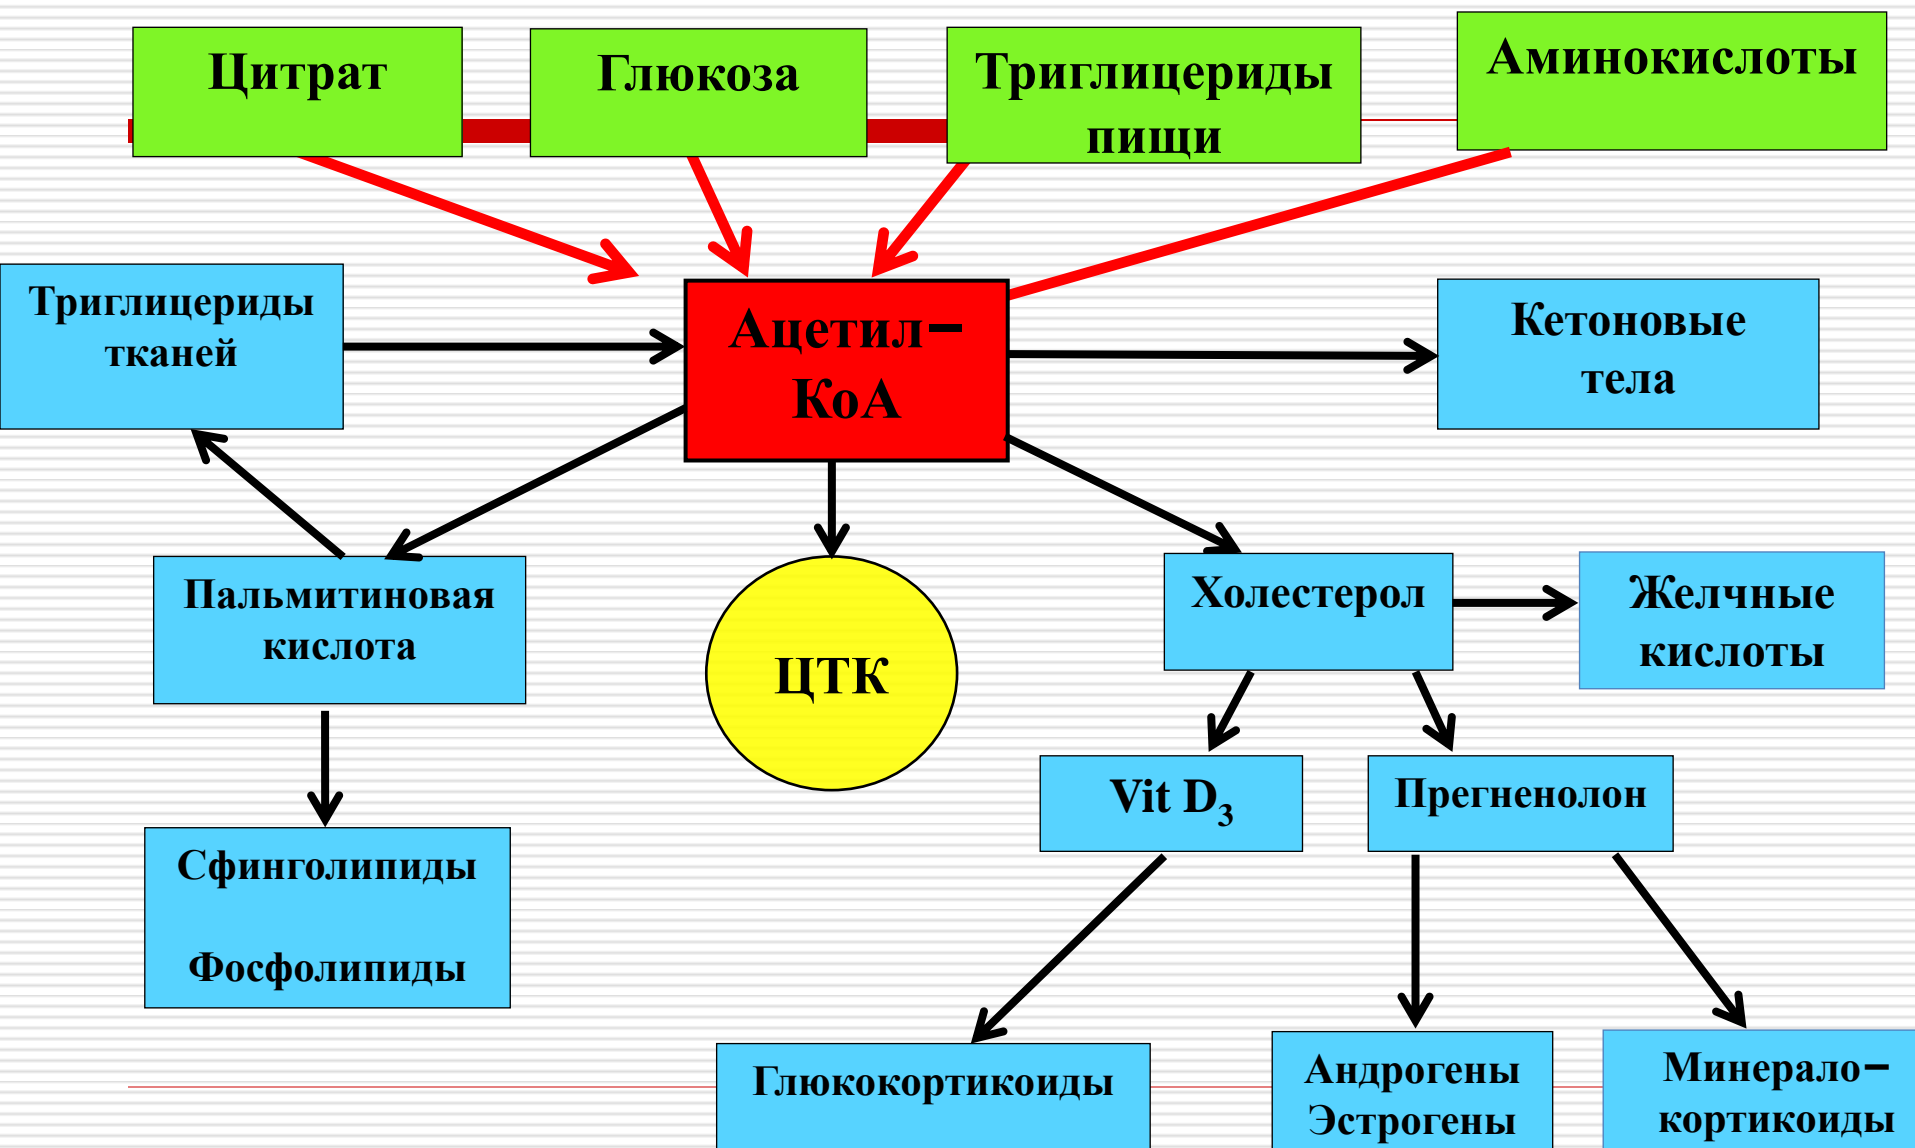 Цитрат
Глюкоза
Триглицериды
пищи
Аминокислоты
Триглицериды
тканей
Ацетил–
КоА
Кетоновые
тела
Пальмитиновая
кислота
ЦТК
Холестерол
Желчные
кислоты
Vit D₃
Прегненолон
Сфинголипиды
Фосфолипиды
Глюкокортикоиды
Андрогены
Эстрогены
Минерало–
кортикоиды